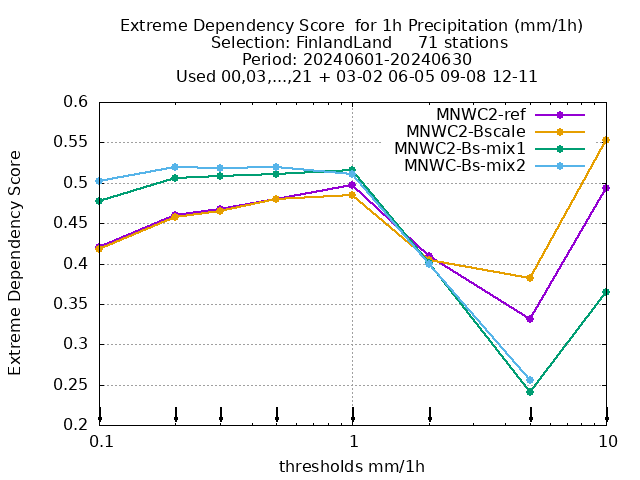 Extreme Dependency Score  for 1h Precipitation (mm/1h)
Selection: FinlandLand     71 stations
Period: 20240601-20240630
Used 00,03,...,21 + 03-02 06-05 09-08 12-11
MNWC2-ref
MNWC2-Bscale
MNWC2-Bs-mix1
MNWC-Bs-mix2
Extreme Dependency Score
0.6
0.55
0.5
0.45
0.4
0.35
0.3
0.25
0.2
0.1
1
10
thresholds mm/1h